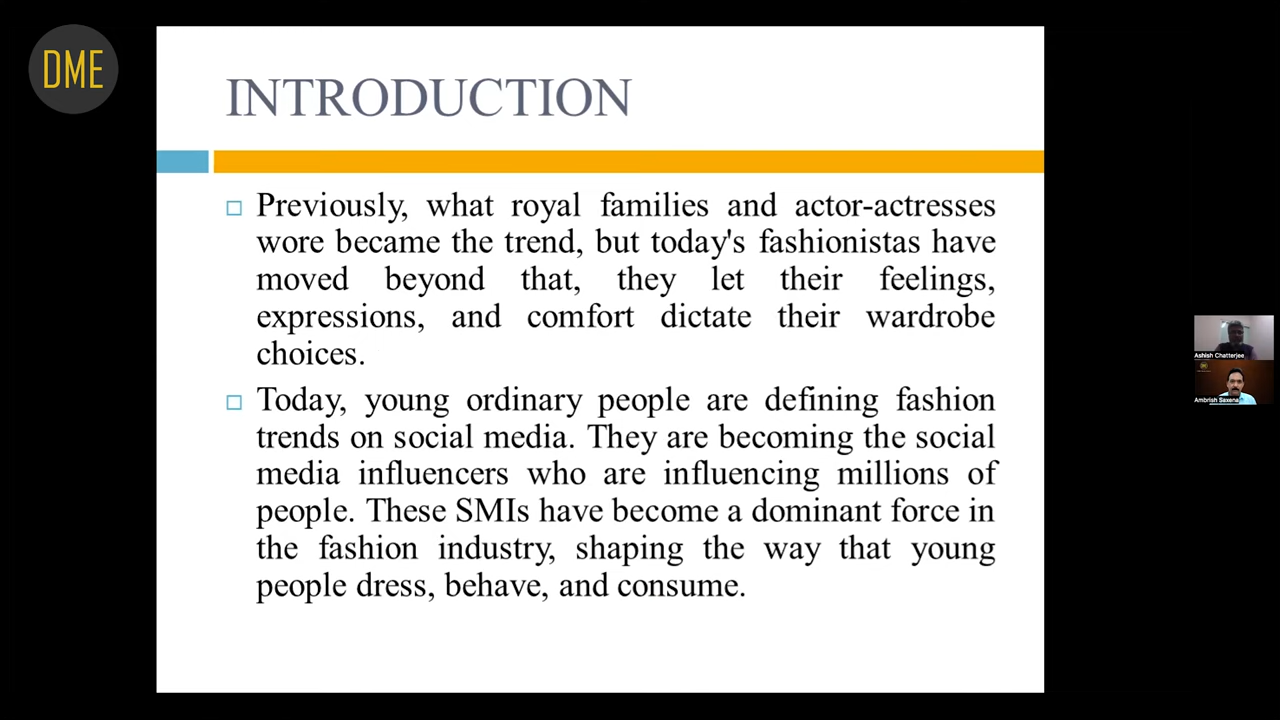 DME
INTRODUCTION
Previously, what royal families and actor-actresses
wore became the trend, but today's fashionistas have
moved beyond that, they let their feelings,
expressions, and comfort dictate their wardrobe
choices.
Today, young ordinary people are defining fashion
trends on social media. They are becoming the social
media influencers who are influencing millions of
people. These SMIs have become a dominant force in
the fashion industry, shaping the way that young
people dress, behave, and consume.
Ashish Chatterjee
Ambrish Saxena